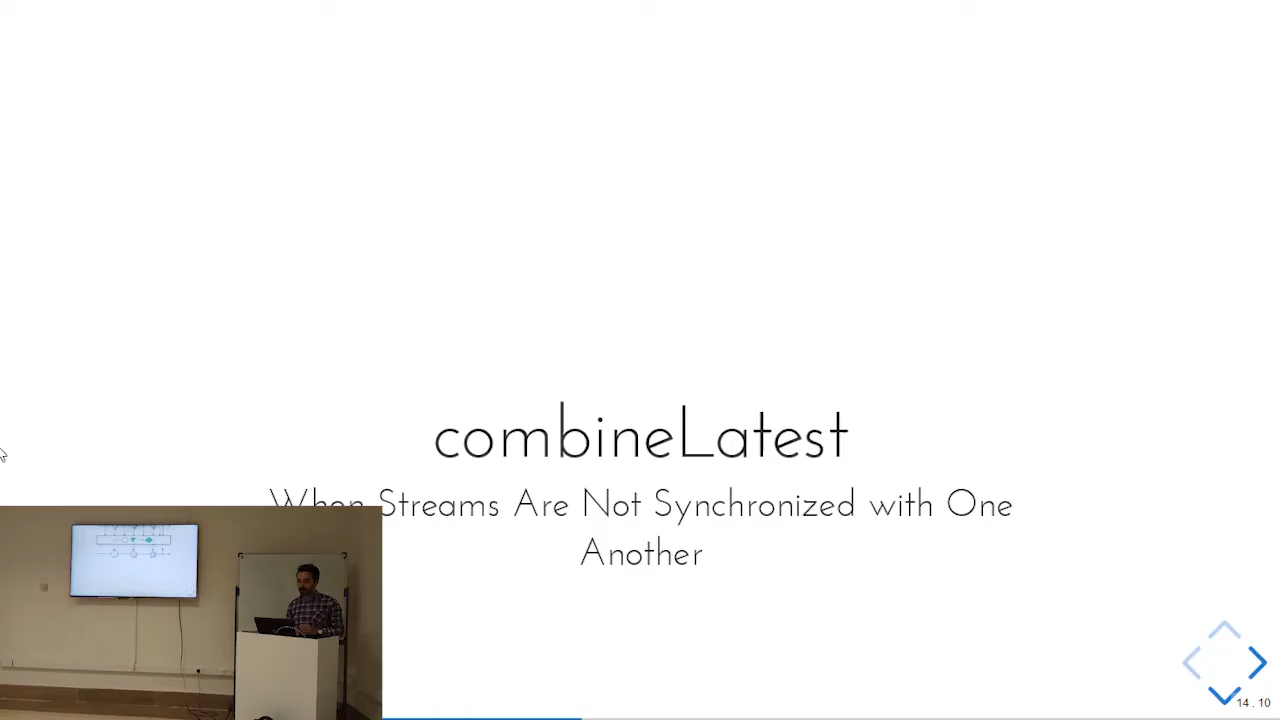 combineLatest
When Streams Are Not Synchronized with One
Another
14 . 10